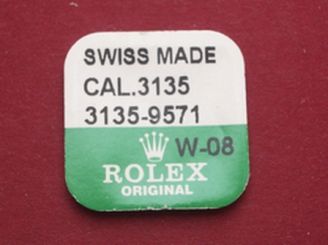 SWISS MADE
CAL.3135
3135-9571
W-08
ROLEX
ORIGINAL